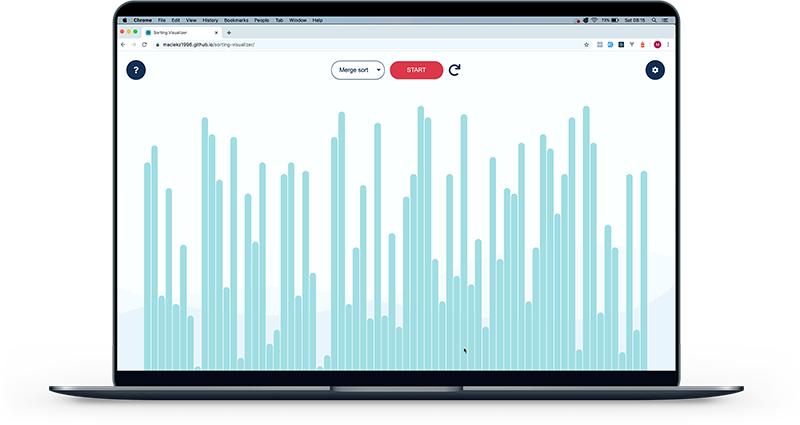 Chrome File Edit View History Bookmarks People Tab Window Help 73% Sat 08:15
Sorting Visualizer
maciekz1996.github.io/sorting-visualizer/
? Merge sort START